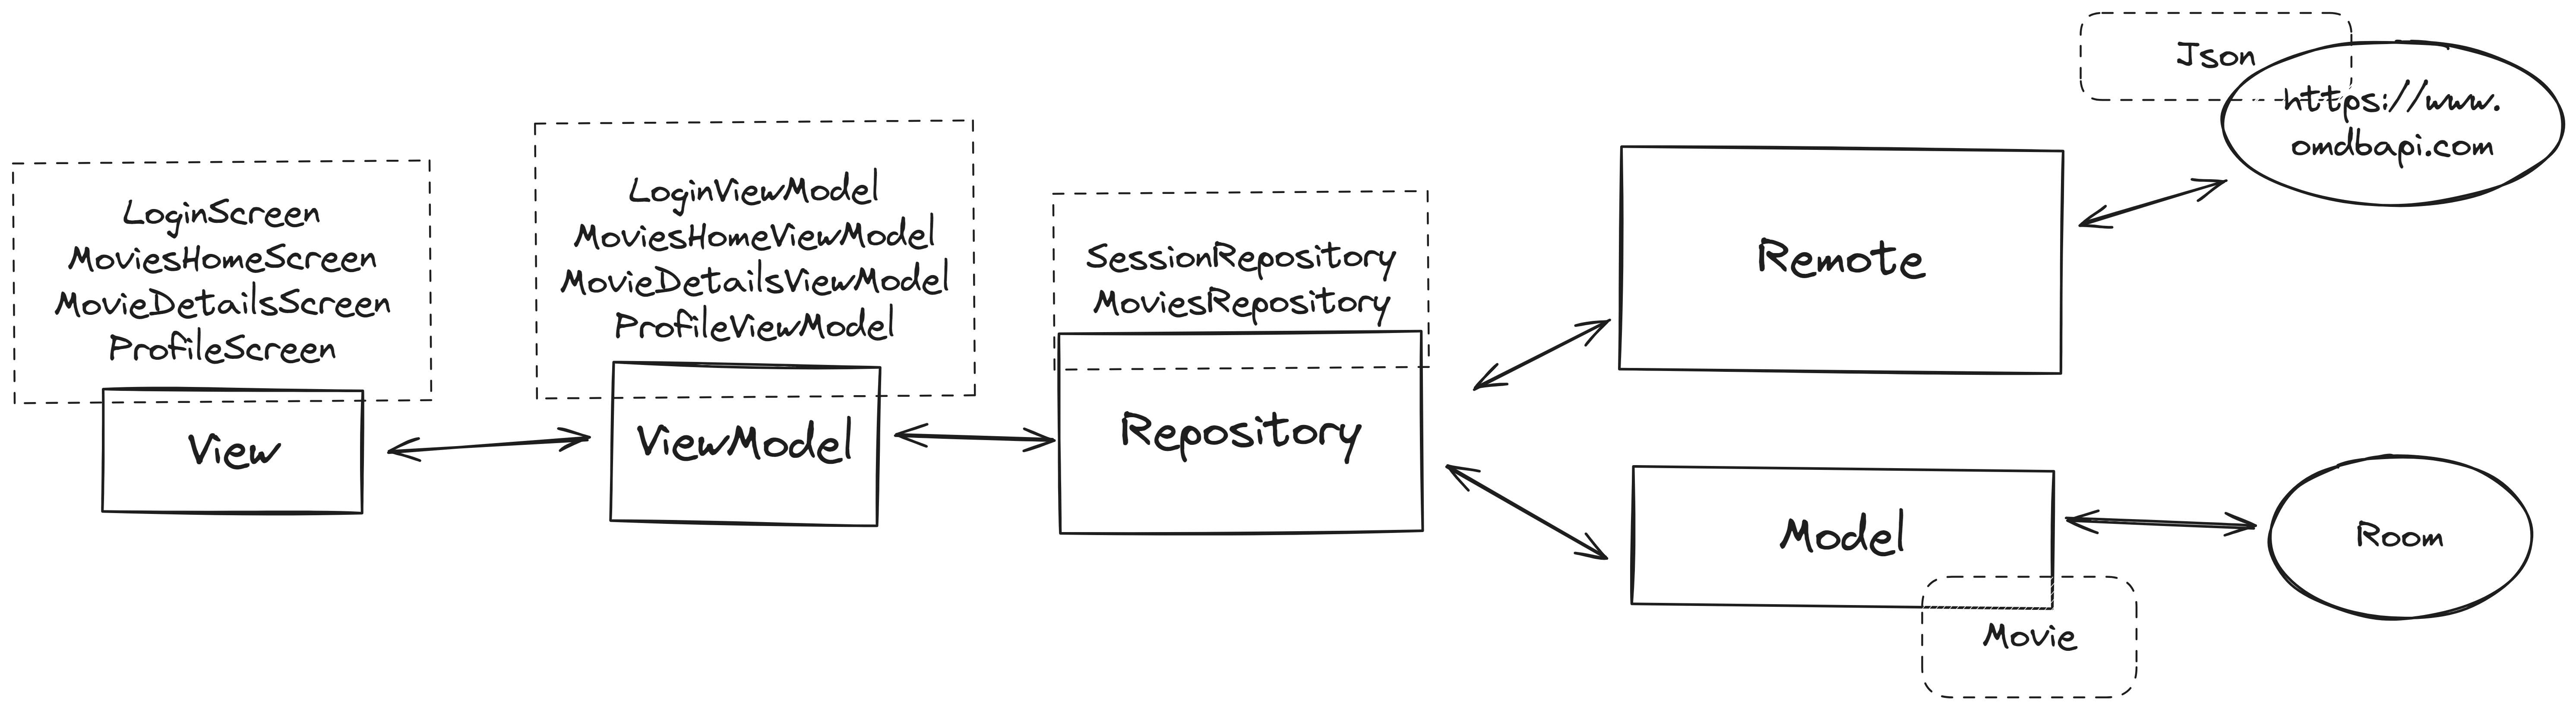 LoginScreen
MoviesHomeScreen
MovieDetailsScreen
ProfileScreen
View
LoginViewModel
MoviesHomeViewModel
MovieDetailsViewModel
ProfileViewModel
ViewModel
SessionRepository
MoviesRepository
Repository
Remote
Json
https://www.
omdbapi.com
Model
Movie
Room